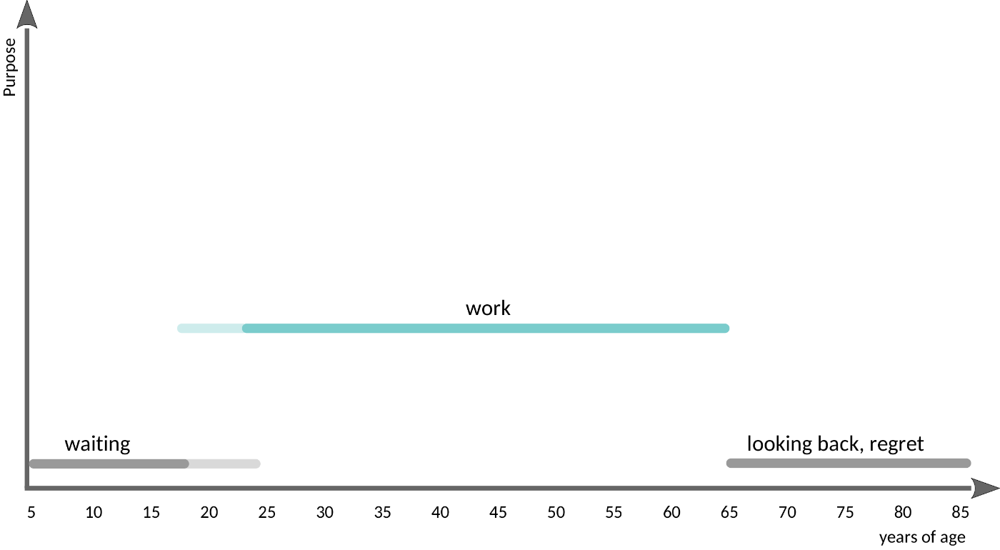 Purpose
work
waiting
looking back, regret
5 10 15 20 25 30 35 40 45 50 55 60 65 70 75 80 85
years of age